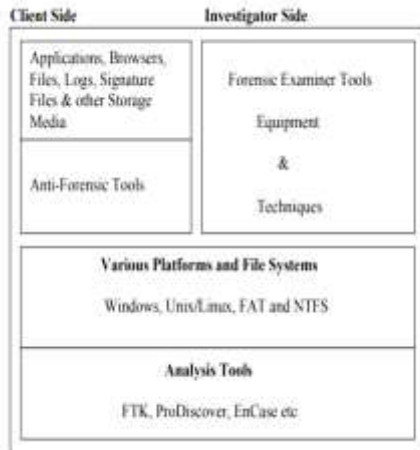 Client Side
Investigator Side
Applications, Browsers,
Files, Logs, Signature
Files & other Storage
Media
Anti-Forensic Tools
Forensic Examiner Tools
Equipment
&
Techniques
Various Platforms and File Systems
Windows, Unix/Linux, FAT and NTFS
Analysis Tools
FTK, ProDiscover, EnCase etc